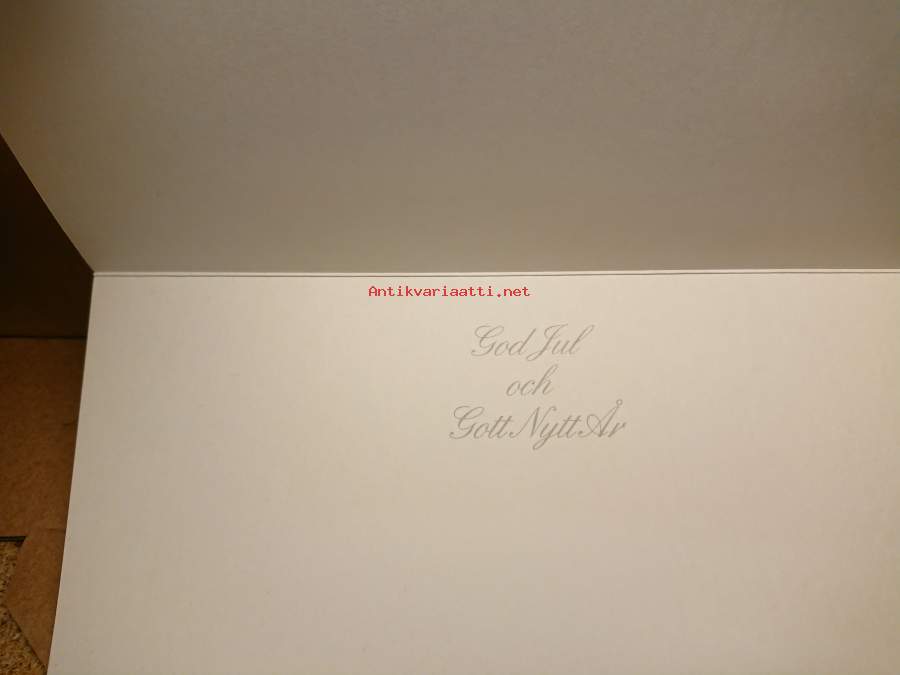 Antikvariaatti.net
God Jul
och
Gott Nytt År